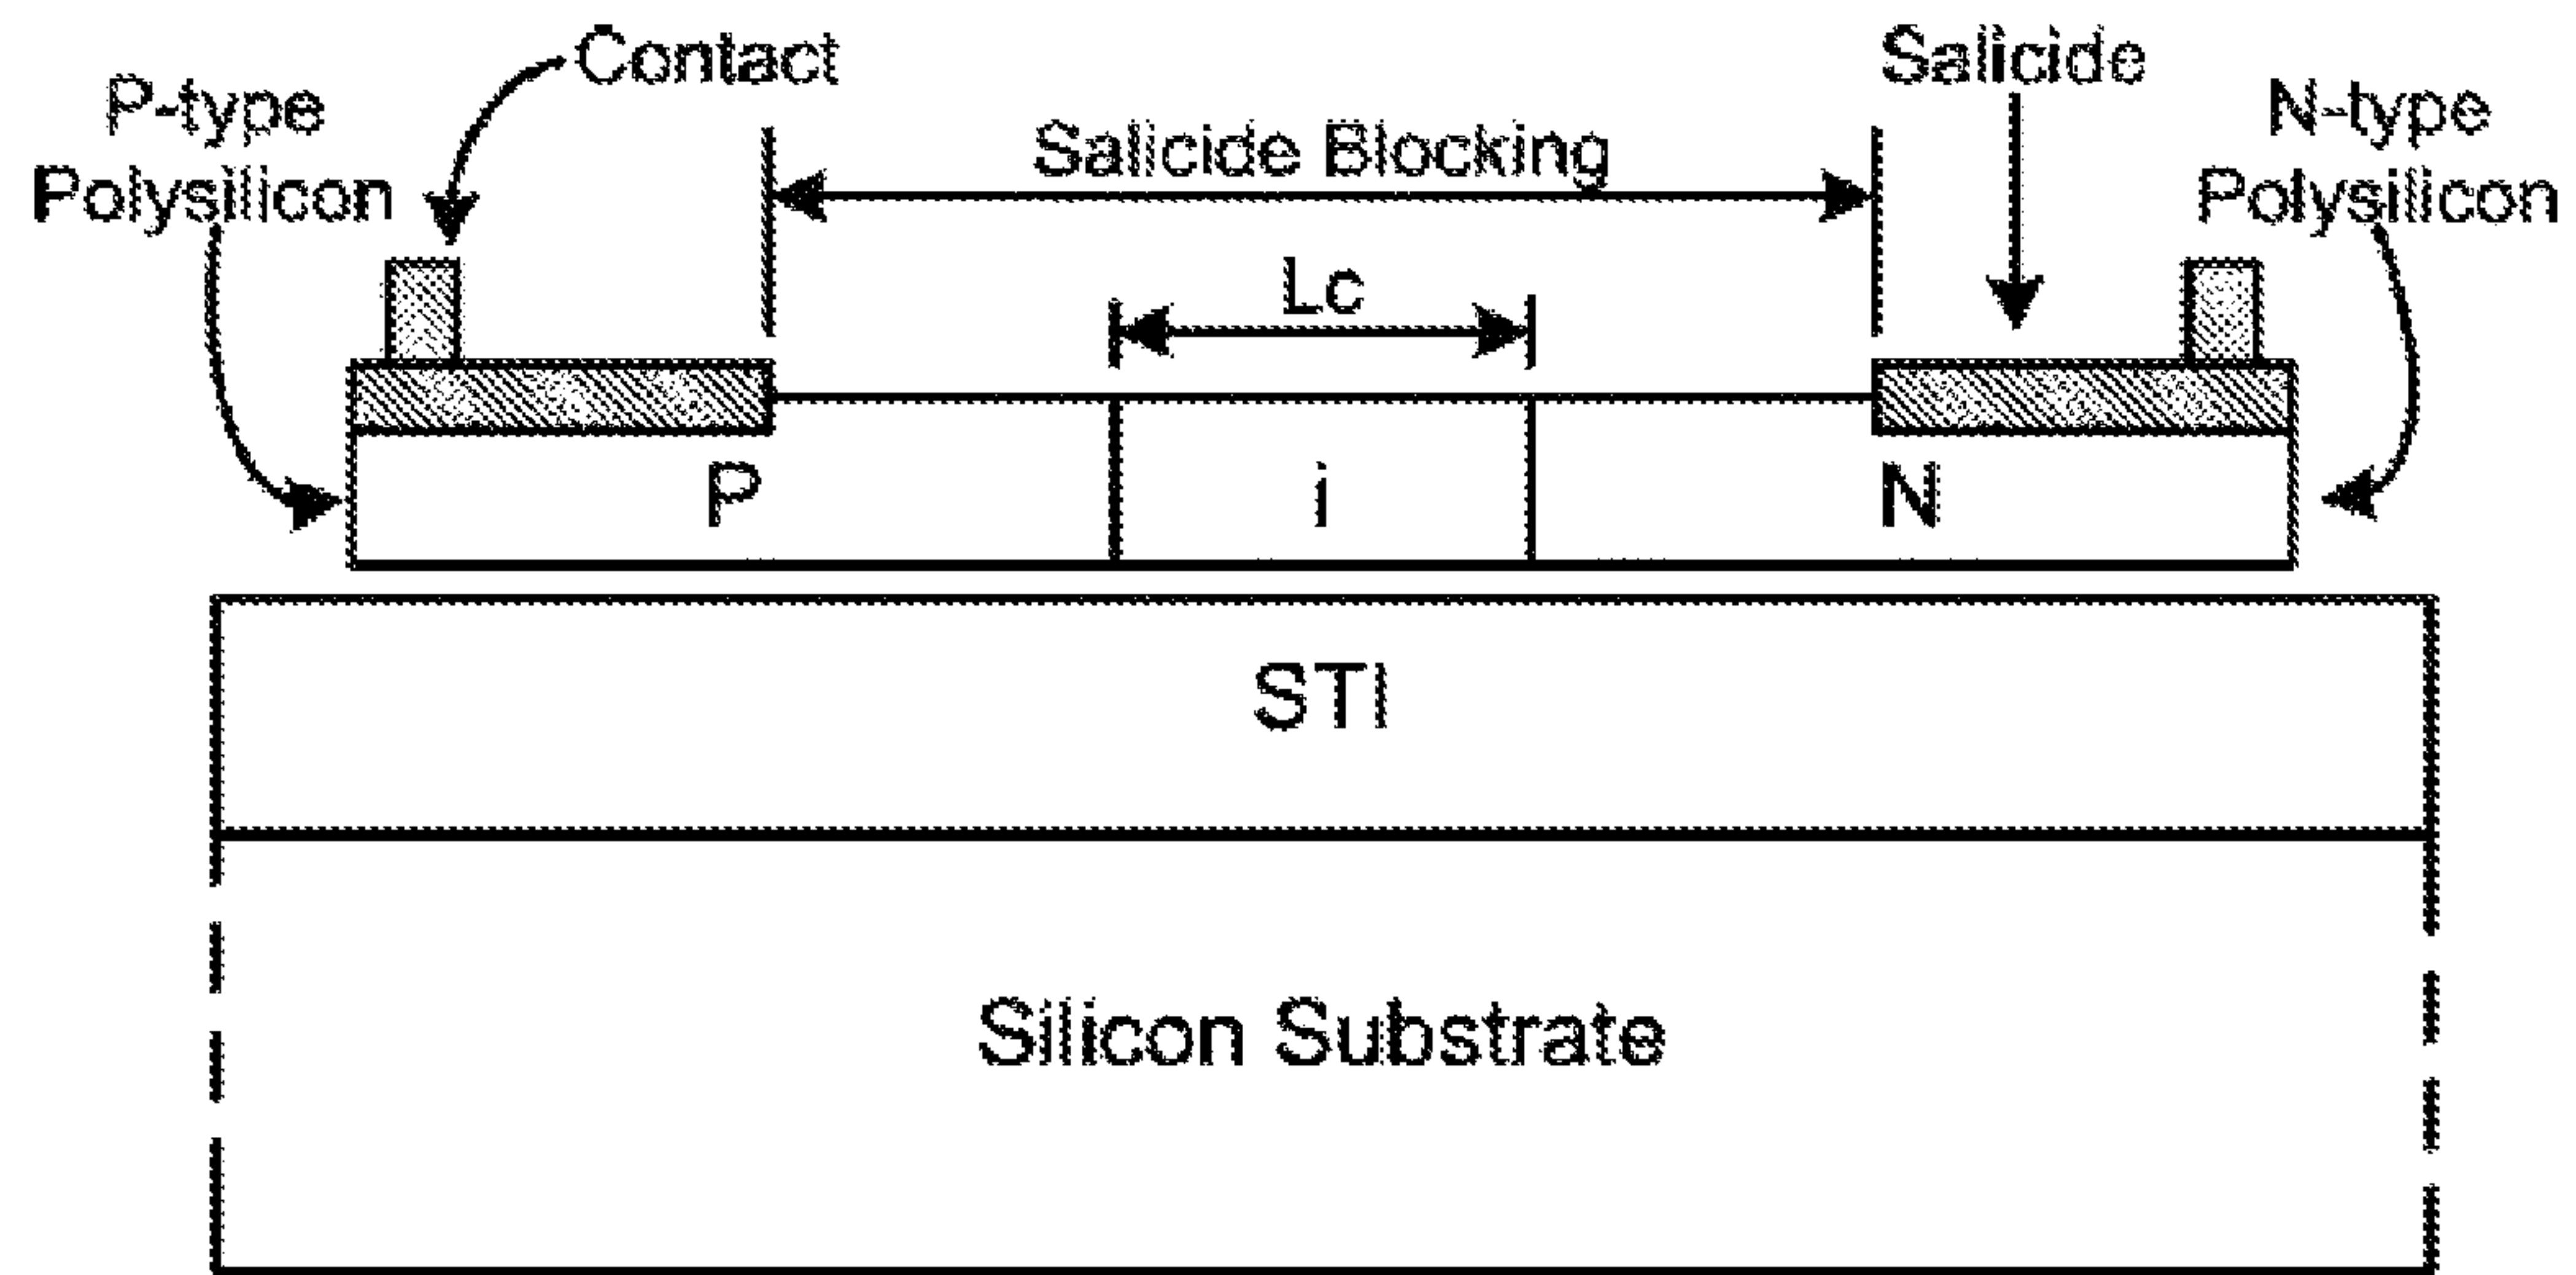 Contact
Salicide
P-type
Polysilicon
Salicide Blocking
N-type
Polysilicon
Lc
P
i
N
STI
Silicon Substrate